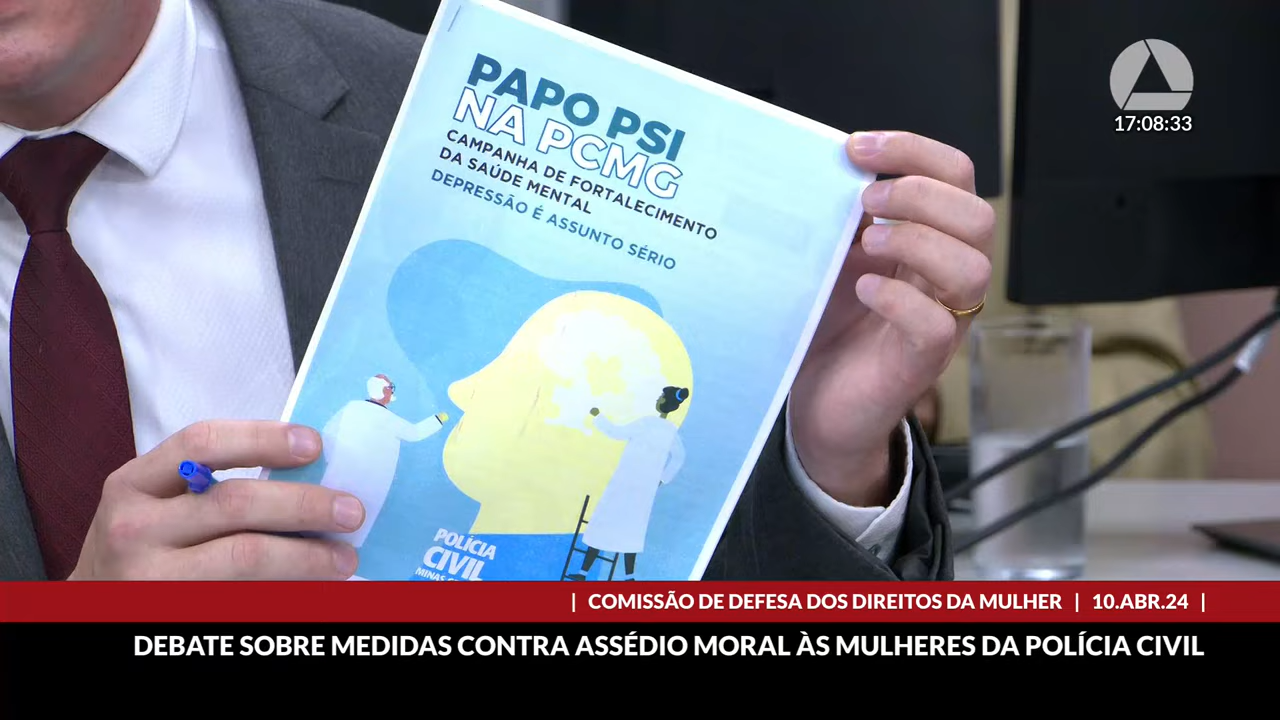 17:08:33
PAPO PSI
NA PCMG
CAMPANHA DE FORTALECIMENTO
DA SAÚDE MENTAL
DEPRESSÃO É ASSUNTO SÉRIO
POLÍCIA
CIVIL
MINAS
| COMISSÃO DE DEFESA DOS DIREITOS DA MULHER | 10.ABR.24 |
DEBATE SOBRE MEDIDAS CONTRA ASSÉDIO MORAL ÀS MULHERES DA POLÍCIA CIVIL